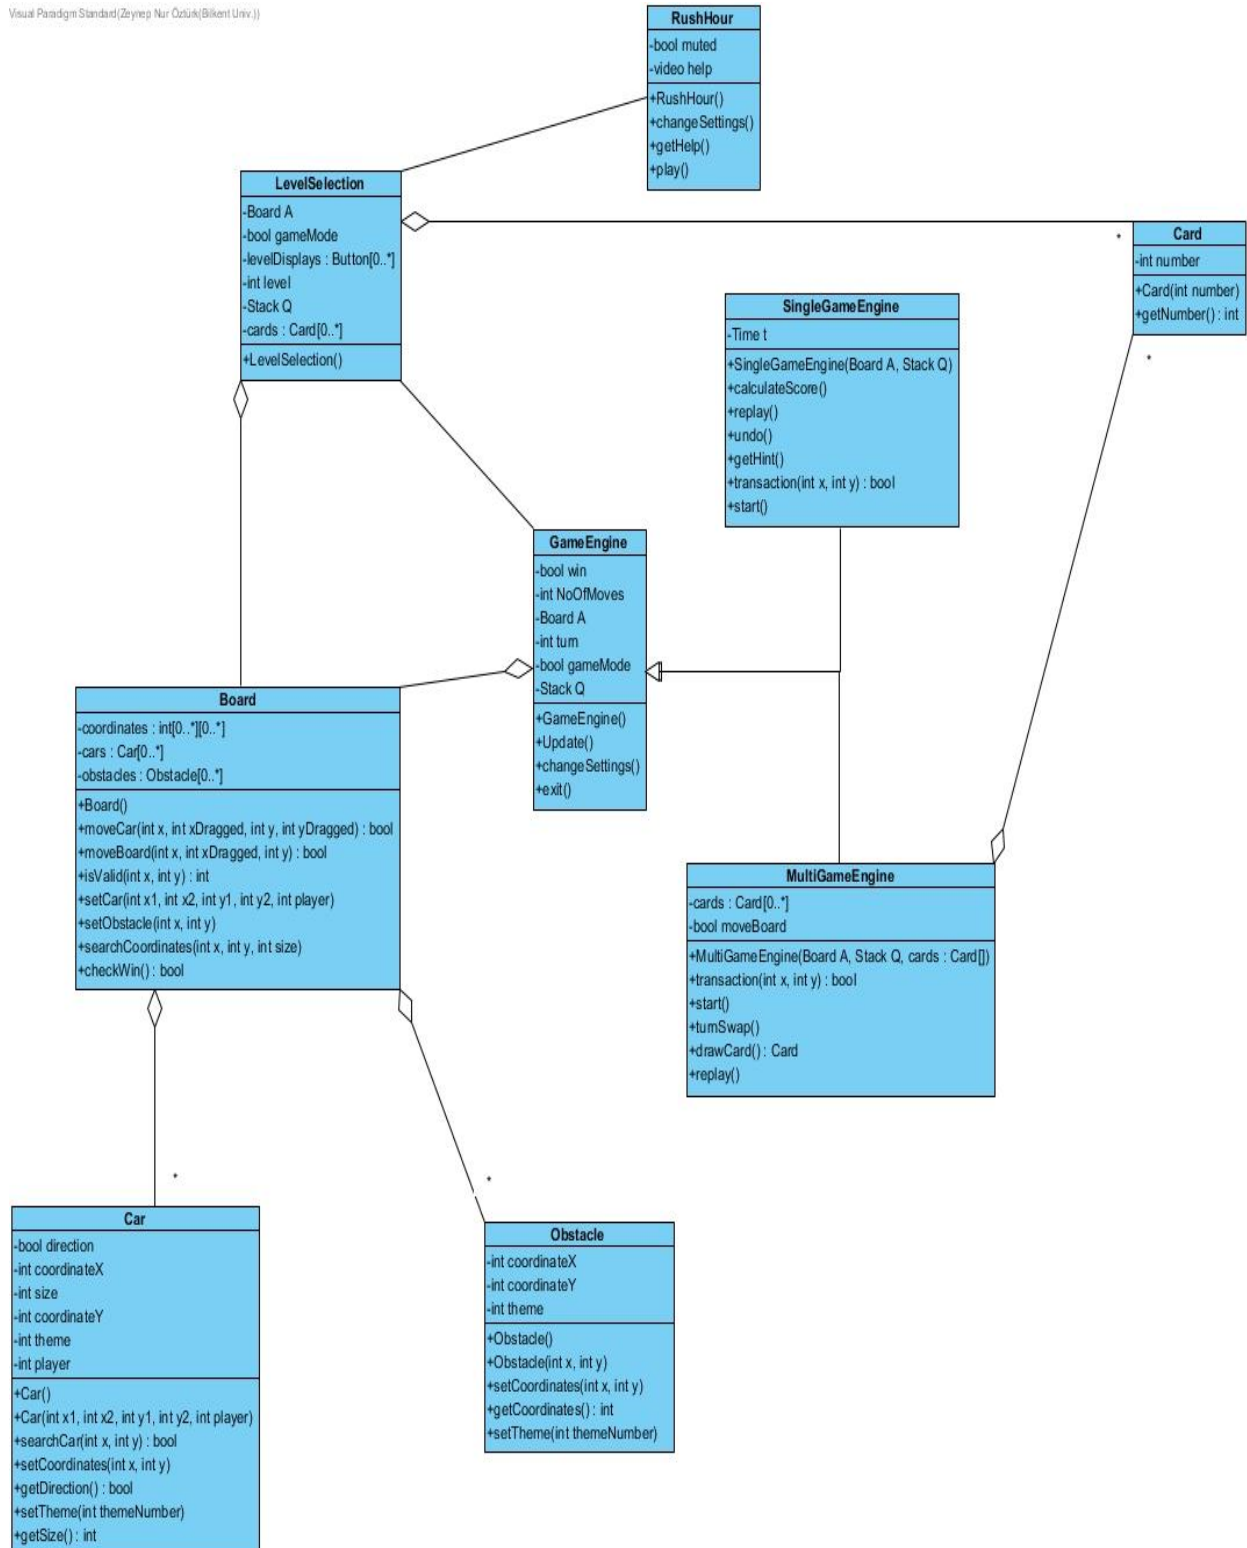 Visual Paradigm Standard(Zeynep Nur Öztürk(Bilkent Univ.))
RushHour
-bool muted
-video help
+RushHour()
+changeSettings()
+getHelp()
+play()
LevelSelection
-Board A
-bool gameMode
-levelDisplays : Button[0..*]
-int level
-Stack Q
-cards : Card[0..*]
+LevelSelection()
*
Card
-int number
+Card(int number)
+getNumber() : int
*
SingleGameEngine
-Time t
+SingleGameEngine(Board A, Stack Q)
+calculateScore()
+replay()
+undo()
+getHint()
+transaction(int x, int y) : bool
+start()
GameEngine
-bool win
-int NoOfMoves
-Board A
-int turn
-bool gameMode
-Stack Q
+GameEngine()
+Update()
+changeSettings()
+exit()
Board
-coordinates : int[0..*][0..*]
-cars : Car[0..*]
-obstacles : Obstacle[0..*]
+Board()
+moveCar(int x, int xDragged, int y, int yDragged) : bool
+moveBoard(int x, int xDragged, int y) : bool
+isValid(int x, int y) : int
+setCar(int x1, int x2, int y1, int y2, int player)
+setObstacle(int x, int y)
+searchCoordinates(int x, int y, int size)
+checkWin() : bool
MultiGameEngine
-cards : Card[0..*]
-bool moveBoard
+MultiGameEngine(Board A, Stack Q, cards : Card[])
+transaction(int x, int y) : bool
+start()
+turnSwap()
+drawCard() : Card
+replay()
*
*
Car
-bool direction
-int coordinateX
-int size
-int coordinateY
-int theme
-int player
+Car()
+Car(int x1, int x2, int y1, int y2, int player)
+searchCar(int x, int y) : bool
+setCoordinates(int x, int y)
+getDirection() : bool
+setTheme(int themeNumber)
+getSize() : int
Obstacle
-int coordinateX
-int coordinateY
-int theme
+Obstacle()
+Obstacle(int x, int y)
+setCoordinates(int x, int y)
+getCoordinates() : int
+setTheme(int themeNumber)